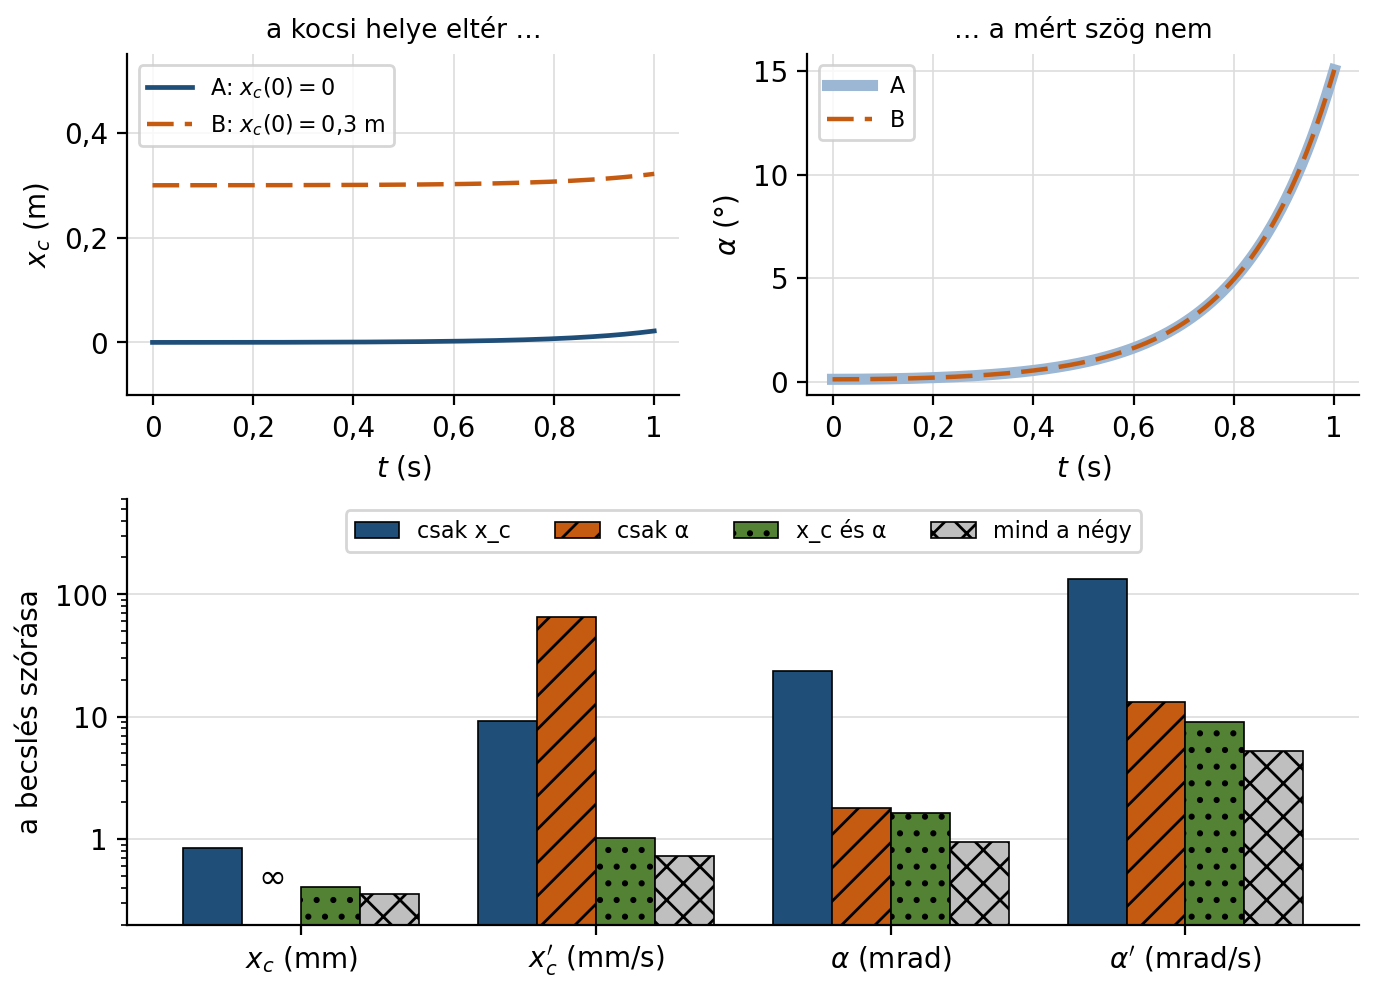 a kocsi helye eltér …
A: x_c(0) = 0
B: x_c(0) = 0,3 m
x_c (m)
0,4
0,2
0
0 0,2 0,4 0,6 0,8 1
t (s)
… a mért szög nem
A
B
α (°)
15
10
5
0
0 0,2 0,4 0,6 0,8 1
t (s)
csak x_c csak α x_c és α mind a négy
a becslés szórása
100
10
1
∞
x_c (mm) x′_c (mm/s) α (mrad) α′ (mrad/s)